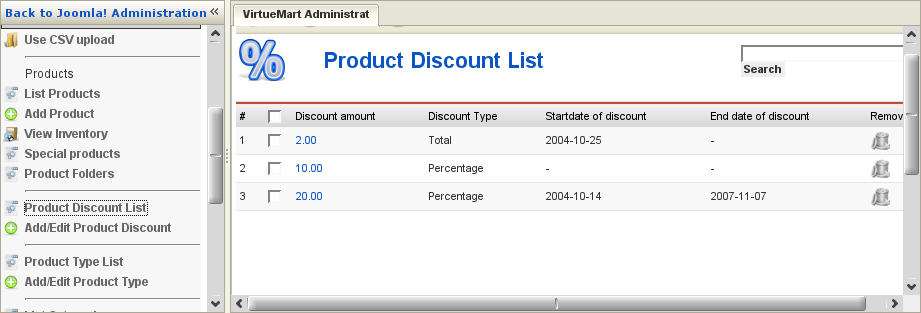 Back to Joomla! Administration «
Use CSV upload
Products
List Products
Add Product
View Inventory
Special products
Product Folders
Product Discount List
Add/Edit Product Discount
Product Type List
Add/Edit Product Type
VirtueMart Administrat
% Product Discount List
Search
# Discount amount Discount Type Startdate of discount End date of discount Remov
1 2.00 Total 2004-10-25 -
2 10.00 Percentage - -
3 20.00 Percentage 2004-10-14 2007-11-07